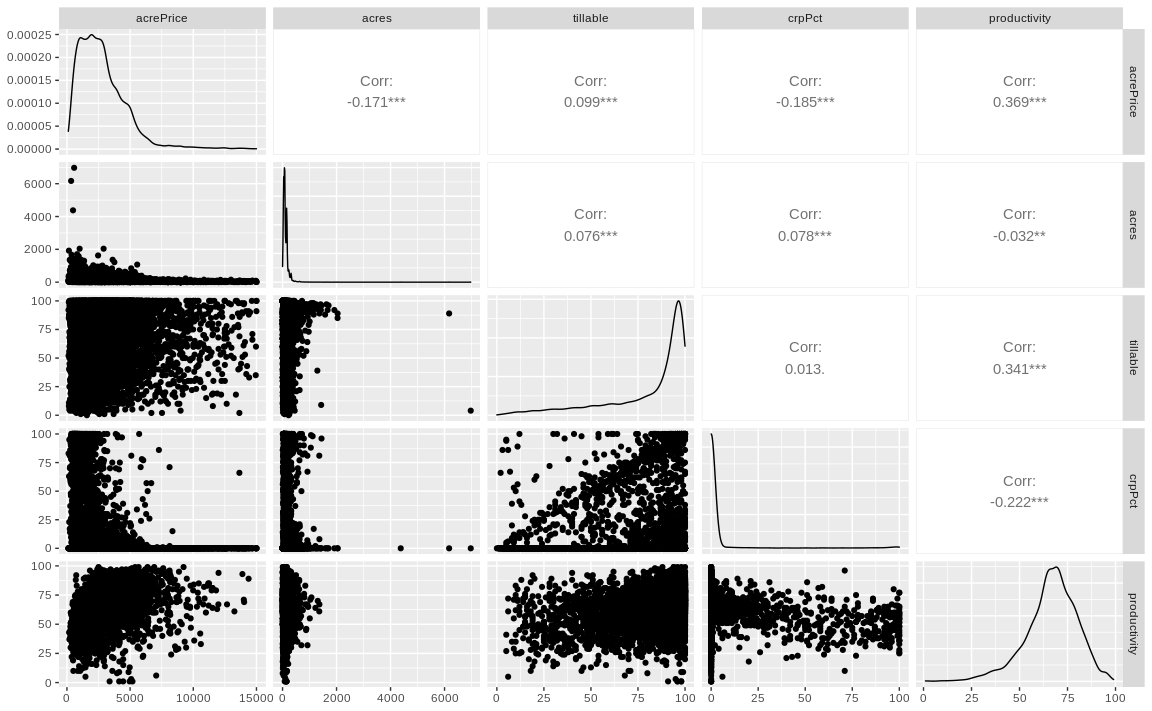 acrePrice acres tillable crpPct productivity
0.00025
0.00020
0.00015
0.00010
0.00005
0.00000
Corr:
-0.171***
Corr:
0.099***
Corr:
-0.185***
Corr:
0.369***
acrePrice
6000
4000
2000
0
Corr:
0.076***
Corr:
0.078***
Corr:
-0.032**
acres
100
75
50
25
0
Corr:
0.013.
Corr:
0.341***
tillable
100
75
50
25
0
Corr:
-0.222***
crpPct
100
75
50
25
0
productivity
0 5000 10000 15000 0 2000 4000 6000 0 25 50 75 100 0 25 50 75 100 0 25 50 75 100